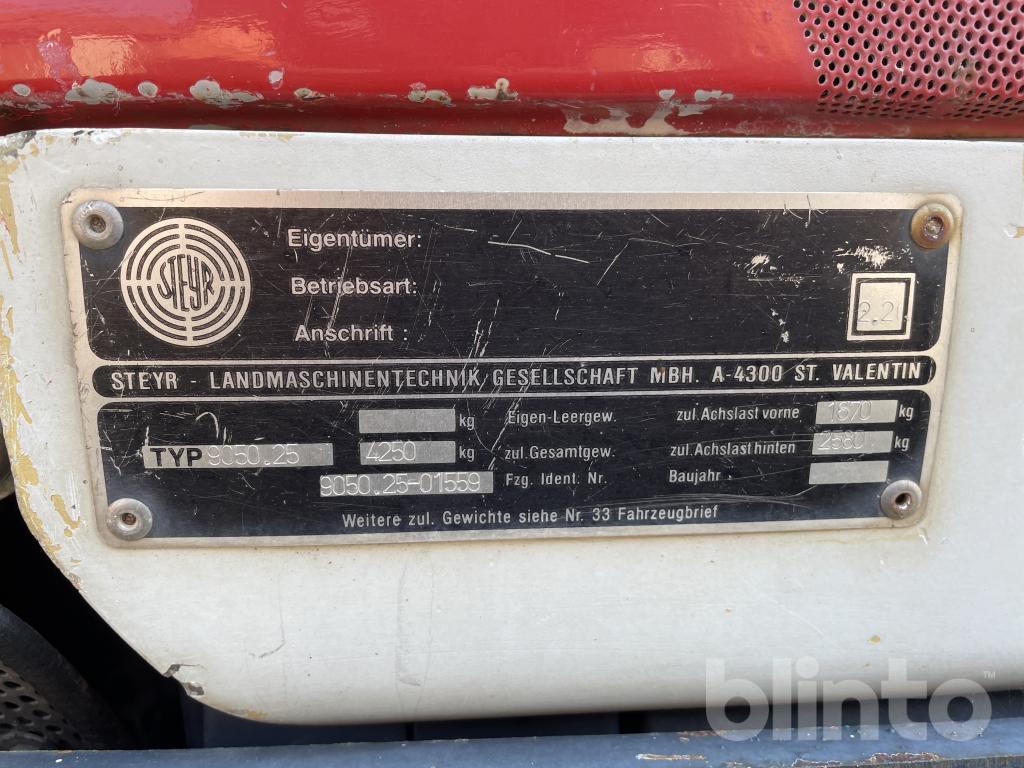 STEYR
Eigentümer:
Betriebsart:
Anschrift :
2.2
STEYR - LANDMASCHINENTECHNIK GESELLSCHAFT MBH. A-4300 ST. VALENTIN
kg Eigen-Leergew. zul. Achslast vorne 1870 kg
TYP 9050.25 4250 kg zul. Gesamtgew. zul. Achslast hinten 2580 kg
9050.25-01559 Fzg. Ident. Nr. Baujahr
Weitere zul. Gewichte siehe Nr. 33 Fahrzeugbrief
blinto™